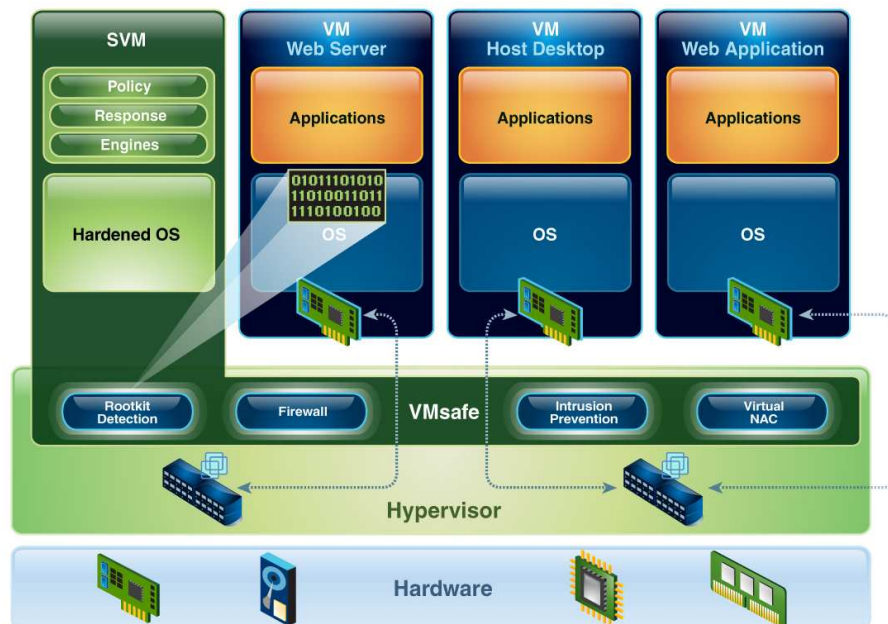 SVM
Policy
Response
Engines
Hardened OS
VM
Web Server
Applications
01011101010
11010011011
1110100100
OS
VM
Host Desktop
Applications
OS
VM
Web Application
Applications
OS
Rootkit
Detection
Firewall
VMsafe
Intrusion
Prevention
Virtual
NAC
Hypervisor
Hardware